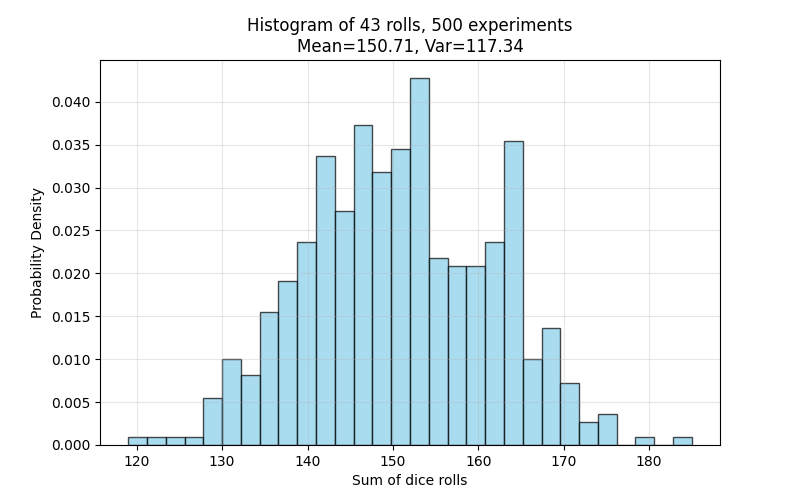 Histogram of 43 rolls, 500 experiments
Mean=150.71, Var=117.34
0.040
0.035
0.030
0.025
0.020
0.015
0.010
0.005
0.000
Probability Density
120 130 140 150 160 170 180
Sum of dice rolls